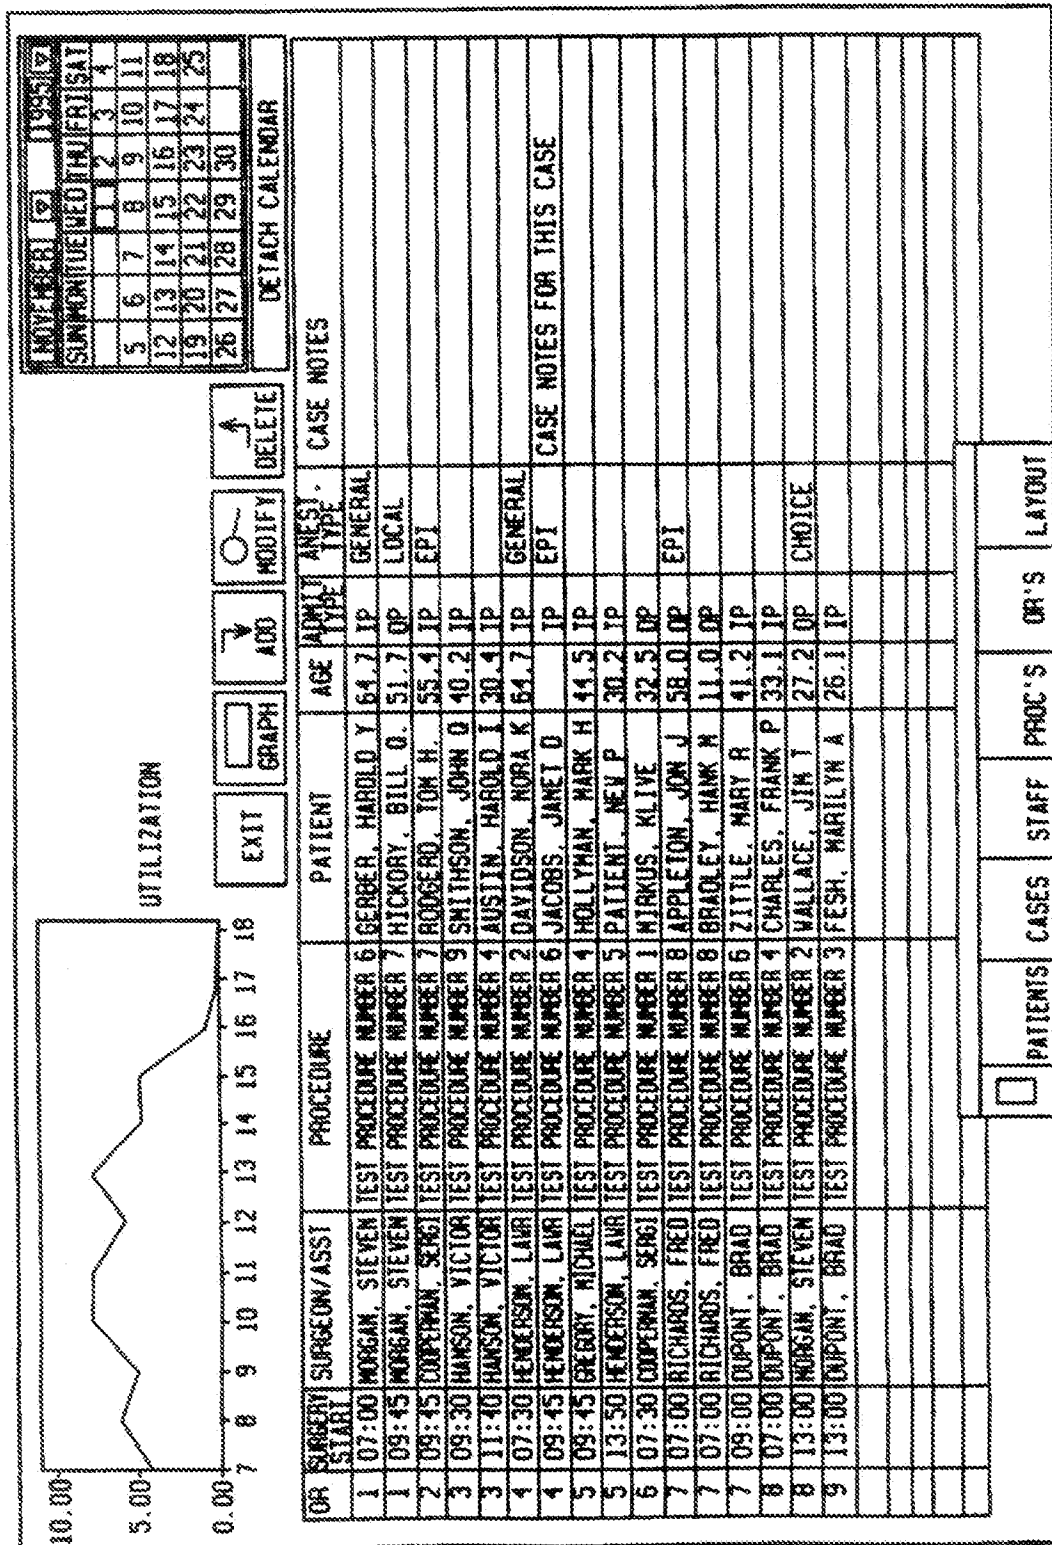 10.00
5.00
0.00
7 8 9 10 11 12 13 14 15 16 17 18
UTILIZATION
EXIT GRAPH ADD MODIFY DELETE
NOVEMBER 1995
SUN MON TUE WED THU FRI SAT
1 2 3 4
5 6 7 8 9 10 11
12 13 14 15 16 17 18
19 20 21 22 23 24 25
26 27 28 29 30
DETACH CALENDAR
OR SURGERY START SURGEON/ASST PROCEDURE PATIENT AGE ADMIT TYPE ANEST. TYPE CASE NOTES
1 07:00 MORGAN, STEVEN TEST PROCEDURE NUMBER 6 GERBER, HAROLD Y 64.7 IP GENERAL
1 09:45 MORGAN, STEVEN TEST PROCEDURE NUMBER 7 HICKORY, BILL Q. 51.7 OP LOCAL
2 09:45 COOPERMAN, SERGI TEST PROCEDURE NUMBER 7 RODGERO, TOM H. 55.4 IP EPI
3 09:30 HANSON, VICTOR TEST PROCEDURE NUMBER 9 SMITHSON, JOHN Q 40.2 IP
3 11:40 HANSON, VICTOR TEST PROCEDURE NUMBER 4 AUSTIN, HAROLD I 30.4 IP
4 07:30 HENDERSON, LAWR TEST PROCEDURE NUMBER 2 DAVIDSON, NORA K 64.7 IP GENERAL
4 09:45 HENDERSON, LAWR TEST PROCEDURE NUMBER 6 JACOBS, JANET D IP EPI CASE NOTES FOR THIS CASE
5 09:45 GREGORY, MICHAEL TEST PROCEDURE NUMBER 4 HOLLYMAN, MARK H 44.5 IP
5 13:50 HENDERSON, LAWR TEST PROCEDURE NUMBER 5 PATIENT, NEW P 30.2 IP
6 07:30 COOPERMAN, SERGI TEST PROCEDURE NUMBER 1 MIRKUS, KLIVE 32.5 OP
7 07:00 RICHARDS, FRED TEST PROCEDURE NUMBER 8 APPLETON, JON J 58.0 OP EPI
7 07:00 RICHARDS, FRED TEST PROCEDURE NUMBER 8 BRADLEY, HANK M 11.0 OP
7 09:00 DUPONT, BRAD TEST PROCEDURE NUMBER 6 ZITTLE, MARY R 41.2 IP
8 07:00 DUPONT, BRAD TEST PROCEDURE NUMBER 4 CHARLES, FRANK P 33.1 IP
8 13:00 MORGAN, STEVEN TEST PROCEDURE NUMBER 2 WALLACE, JIM T 27.2 OP CHOICE
9 13:00 DUPONT, BRAD TEST PROCEDURE NUMBER 3 FESH, MARILYN A 26.1 IP
PATIENTS CASES STAFF PROC'S OR'S LAYOUT